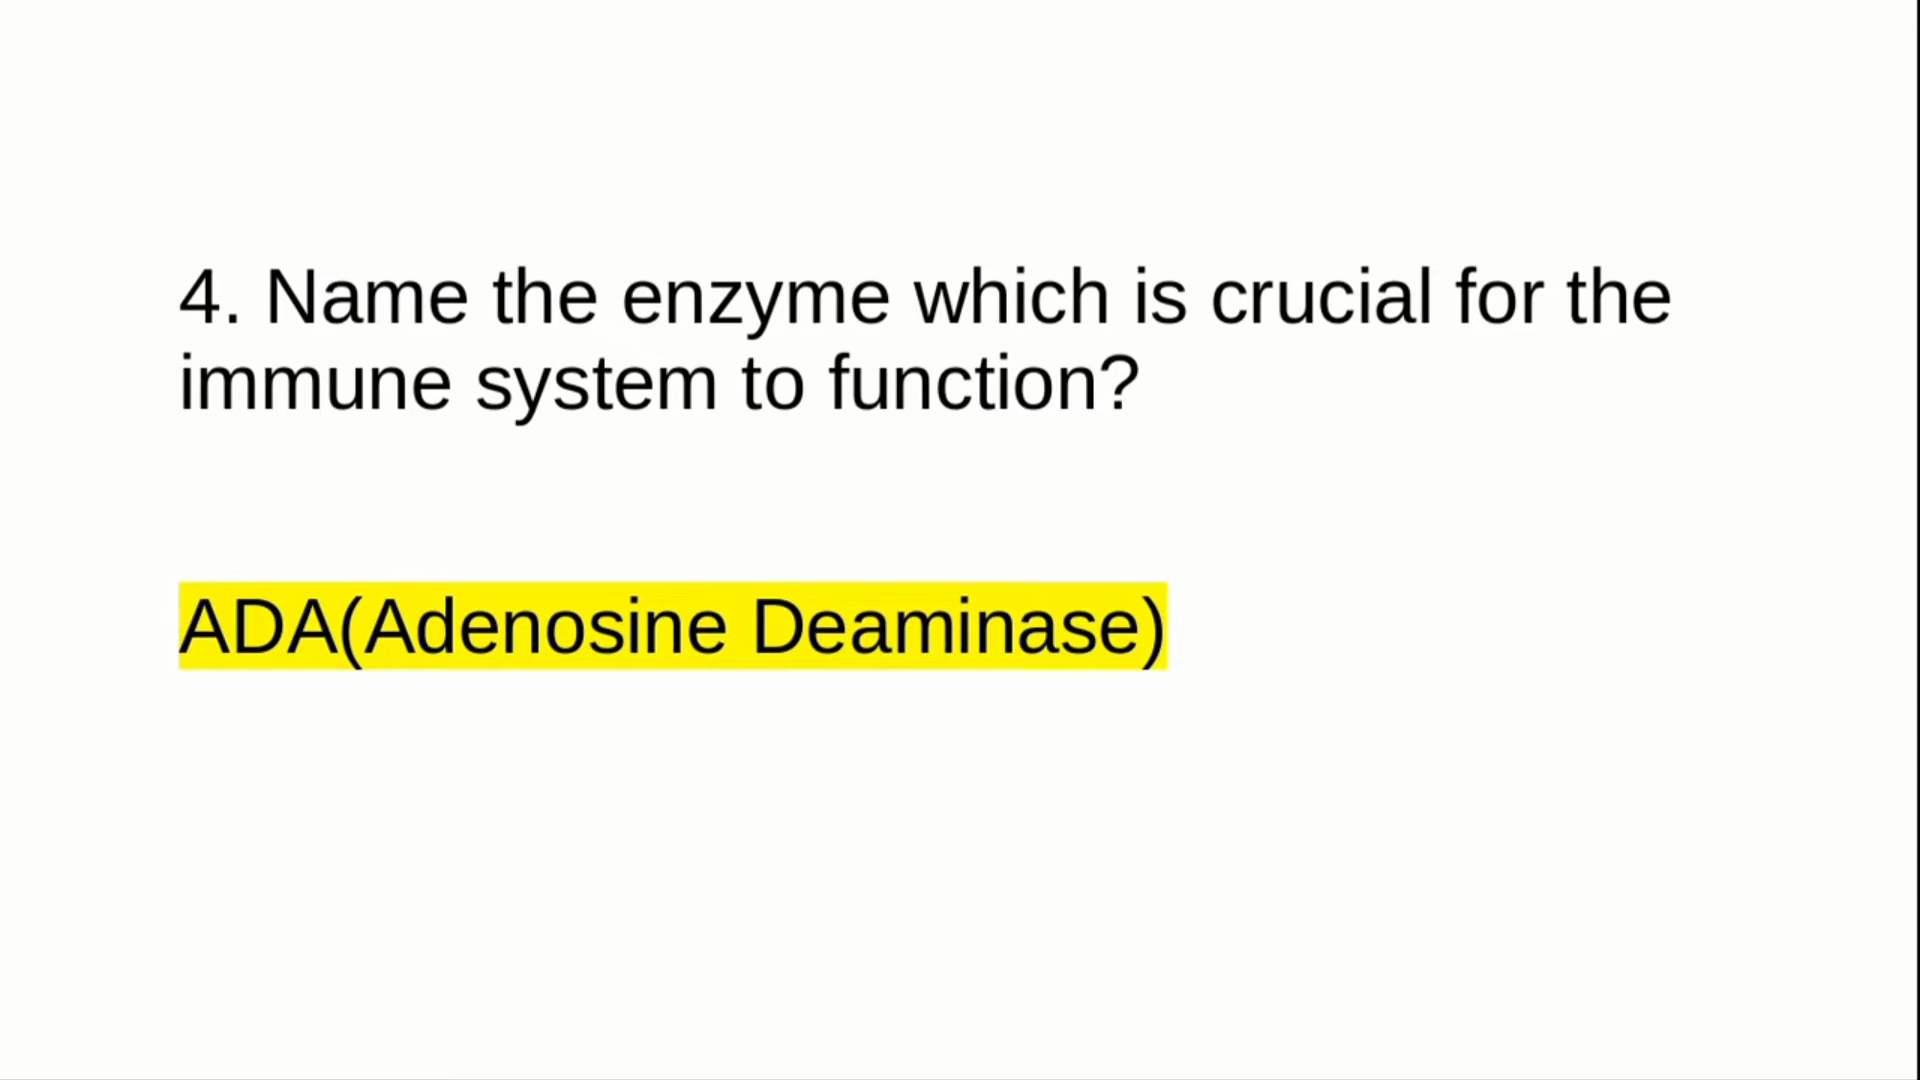 4. Name the enzyme which is crucial for the
immune system to function?
ADA(Adenosine Deaminase)